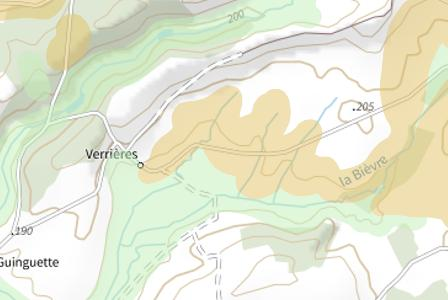 200
.205
Verrières
la Bièvre
.190
Guinguette